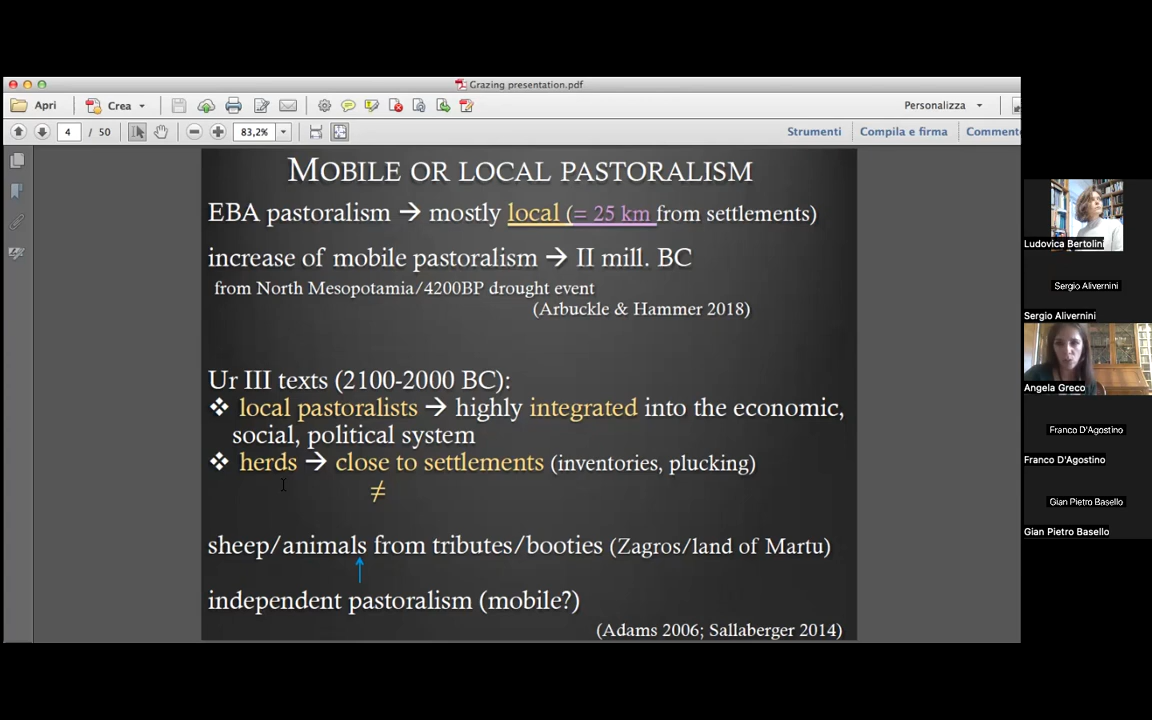 Grazing presentation.pdf
Apri Crea Personalizza
4 / 50 83,2% Strumenti Compila e firma Comment
MOBILE OR LOCAL PASTORALISM
EBA pastoralism → mostly local (= 25 km from settlements)
increase of mobile pastoralism → II mill. BC
from North Mesopotamia/4200BP drought event
(Arbuckle & Hammer 2018)
Ur III texts (2100-2000 BC):
❖ local pastoralists → highly integrated into the economic,
social, political system
❖ herds → close to settlements (inventories, plucking)
≠
sheep/animals from tributes/booties (Zagros/land of Martu)
↑
independent pastoralism (mobile?)
(Adams 2006; Sallaberger 2014)
Ludovica Bertolini
Sergio Alivernini
Sergio Alivernini
Angela Greco
Franco D'Agostino
Franco D'Agostino
Gian Pietro Basello
Gian Pietro Basello